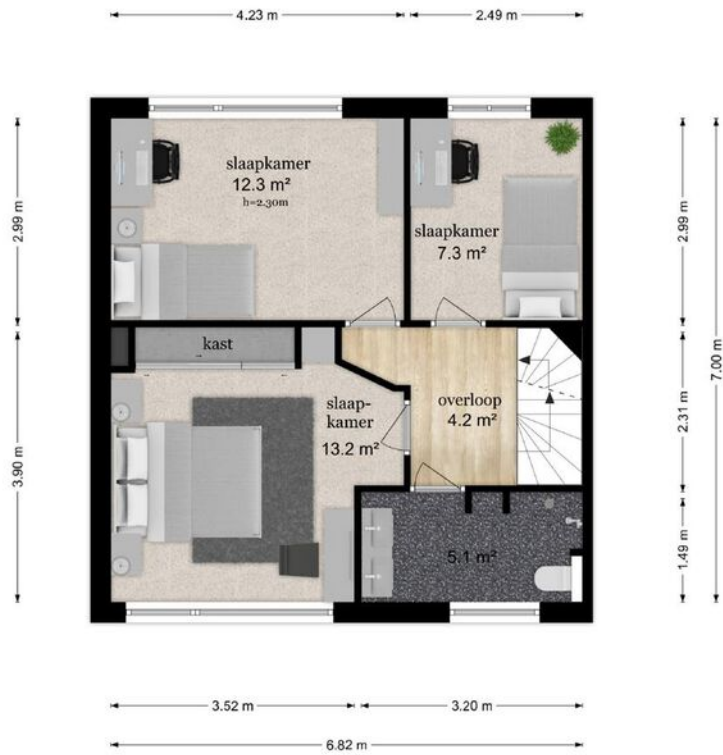 4.23 m
2.49 m
slaapkamer
12.3 m²
h=2.30m
slaapkamer
7.3 m²
2.99 m
2.99 m
7.00 m
kast
slaap-
kamer
13.2 m²
overloop
4.2 m²
2.31 m
3.90 m
5.1 m²
1.49 m
3.52 m
3.20 m
6.82 m